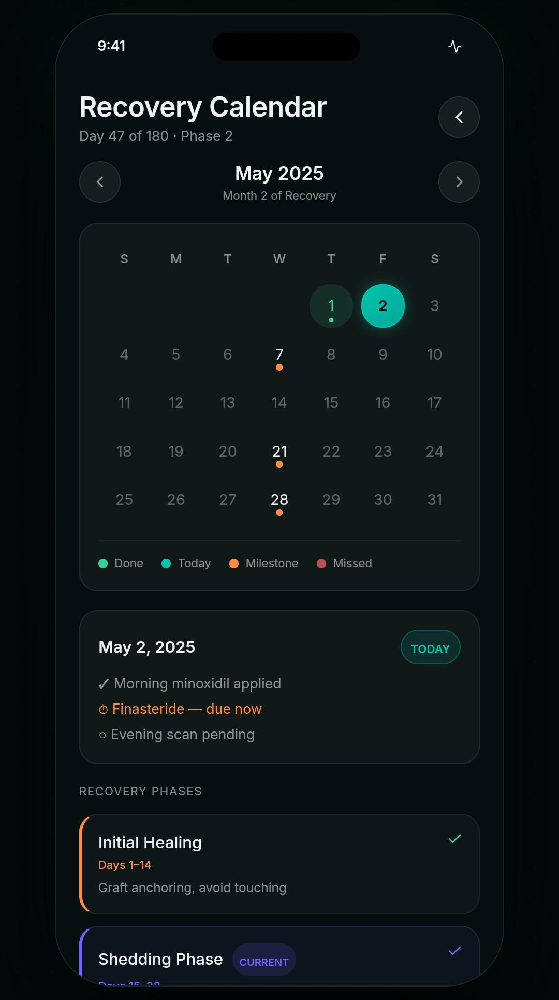 9:41
Recovery Calendar
Day 47 of 180 · Phase 2
May 2025
Month 2 of Recovery
S M T W T F S
1 2 3
4 5 6 7 8 9 10
11 12 13 14 15 16 17
18 19 20 21 22 23 24
25 26 27 28 29 30 31
Done Today Milestone Missed
May 2, 2025 TODAY
✓ Morning minoxidil applied
⏱ Finasteride — due now
○ Evening scan pending
RECOVERY PHASES
Initial Healing
Days 1–14
Graft anchoring, avoid touching
Shedding Phase CURRENT
Days 15–28